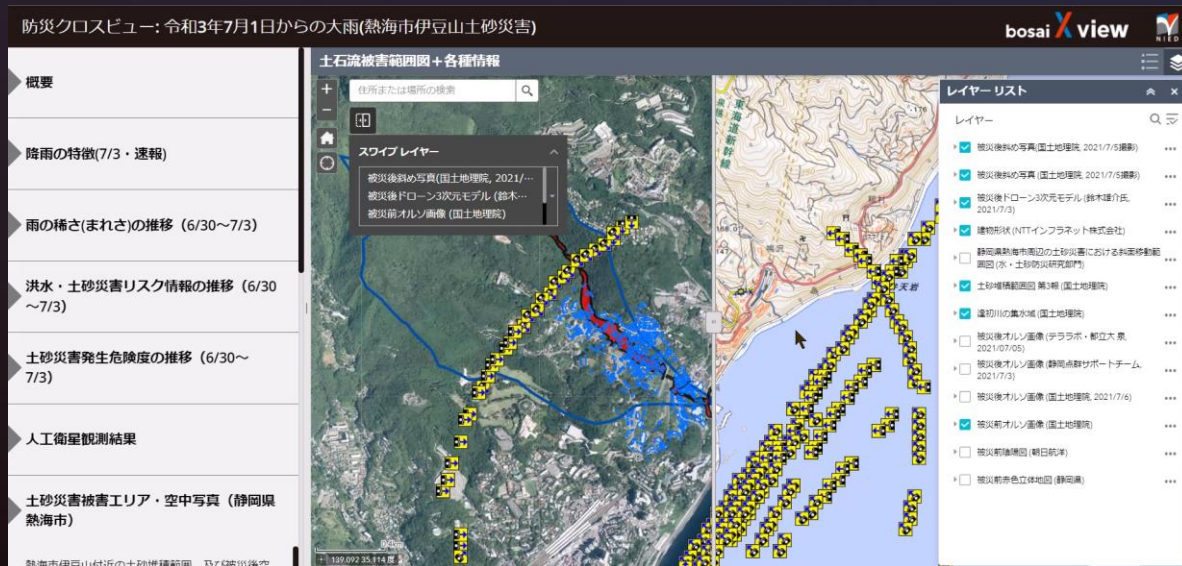 防災クロスビュー: 令和3年7月1日からの大雨(熱海市伊豆山土砂災害)
bosai X view
NIED
概要
降雨の特徴(7/3・速報)
雨の稀さ(まれさ)の推移（6/30～7/3）
洪水・土砂災害リスク情報の推移（6/30
～7/3）
土砂災害発生危険度の推移（6/30～
7/3）
人工衛星観測結果
土砂災害被害エリア・空中写真（静岡県
熱海市）
土石流被害範囲図＋各種情報
住所または場所の検索
スワイプ レイヤー
被災後斜め写真(国土地理院, 2021/…
被災後ドローン3次元モデル (鈴木…
被災前オルソ画像 (国土地理院)
東海道新幹線
弁天岩
0.4km
139.092 35.114 度
レイヤー リスト
レイヤー
被災後斜め写真(国土地理院, 2021/7/5撮影)
被災後斜め写真(国土地理院, 2021/7/5撮影)
被災後ドローン3次元モデル (鈴木雄介氏,
2021/7/3)
建物形状 (NTTインフラネット株式会社)
静岡県熱海市周辺の土砂災害における斜面移動範
囲図 (水・土砂防災研究部門)
土砂堆積範囲図 第3報 (国土地理院)
逢初川の集水域 (国土地理院)
被災後オルソ画像 (テララボ・都立大 泉,
2021/07/05)
被災後オルソ画像 (静岡点群サポートチーム,
2021/7/3)
被災後オルソ画像 (国土地理院, 2021/7/6)
被災前オルソ画像 (国土地理院)
被災前陰陽図 (朝日航洋)
被災前赤色立体地図 (静岡県)